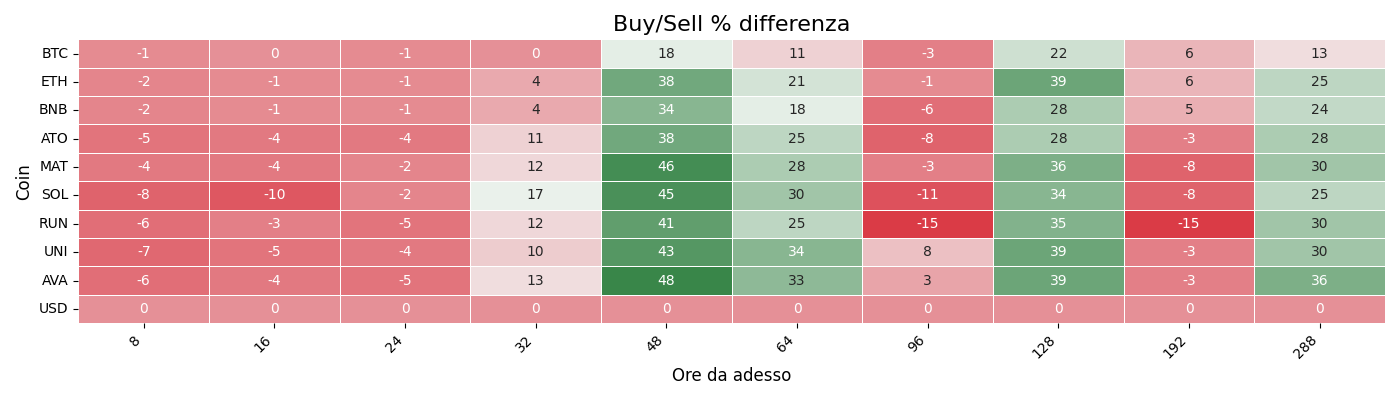 Buy/Sell % differenza
Coin
BTC -1 0 -1 0 18 11 -3 22 6 13
ETH -2 -1 -1 4 38 21 -1 39 6 25
BNB -2 -1 -1 4 34 18 -6 28 5 24
ATO -5 -4 -4 11 38 25 -8 28 -3 28
MAT -4 -4 -2 12 46 28 -3 36 -8 30
SOL -8 -10 -2 17 45 30 -11 34 -8 25
RUN -6 -3 -5 12 41 25 -15 35 -15 30
UNI -7 -5 -4 10 43 34 8 39 -3 30
AVA -6 -4 -5 13 48 33 3 39 -3 36
USD 0 0 0 0 0 0 0 0 0 0
8 16 24 32 48 64 96 128 192 288
Ore da adesso